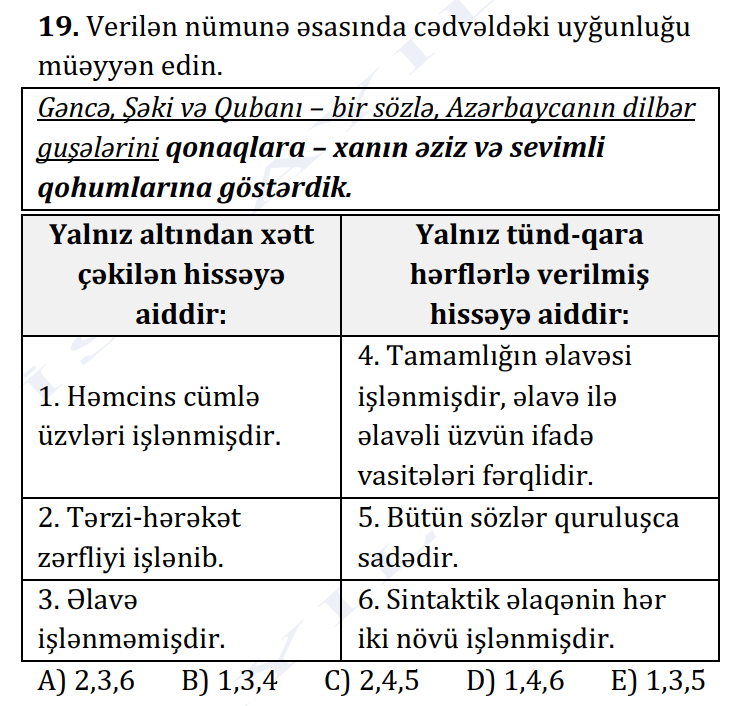 19. Verilən nümunə əsasında cədvəldəki uyğunluğu
müəyyən edin.
Gəncə, Şəki və Qubanı – bir sözlə, Azərbaycanın dilbər
guşələrini qonaqlara – xanın əziz və sevimli
qohumlarına göstərdik.
Yalnız altından xətt
çəkilən hissəyə
aiddir:
Yalnız tünd-qara
hərflərlə verilmiş
hissəyə aiddir:
1. Həmcins cümlə
üzvləri işlənmişdir.
4. Tamamlığın əlavəsi
işlənmişdir, əlavə ilə
əlavəli üzvün ifadə
vasitələri fərqlidir.
2. Tərzi-hərəkət
zərfliyi işlənib.
5. Bütün sözlər quruluşca
sadədir.
3. Əlavə
işlənməmişdir.
6. Sintaktik əlaqənin hər
iki növü işlənmişdir.
A) 2,3,6 B) 1,3,4 C) 2,4,5 D) 1,4,6 E) 1,3,5